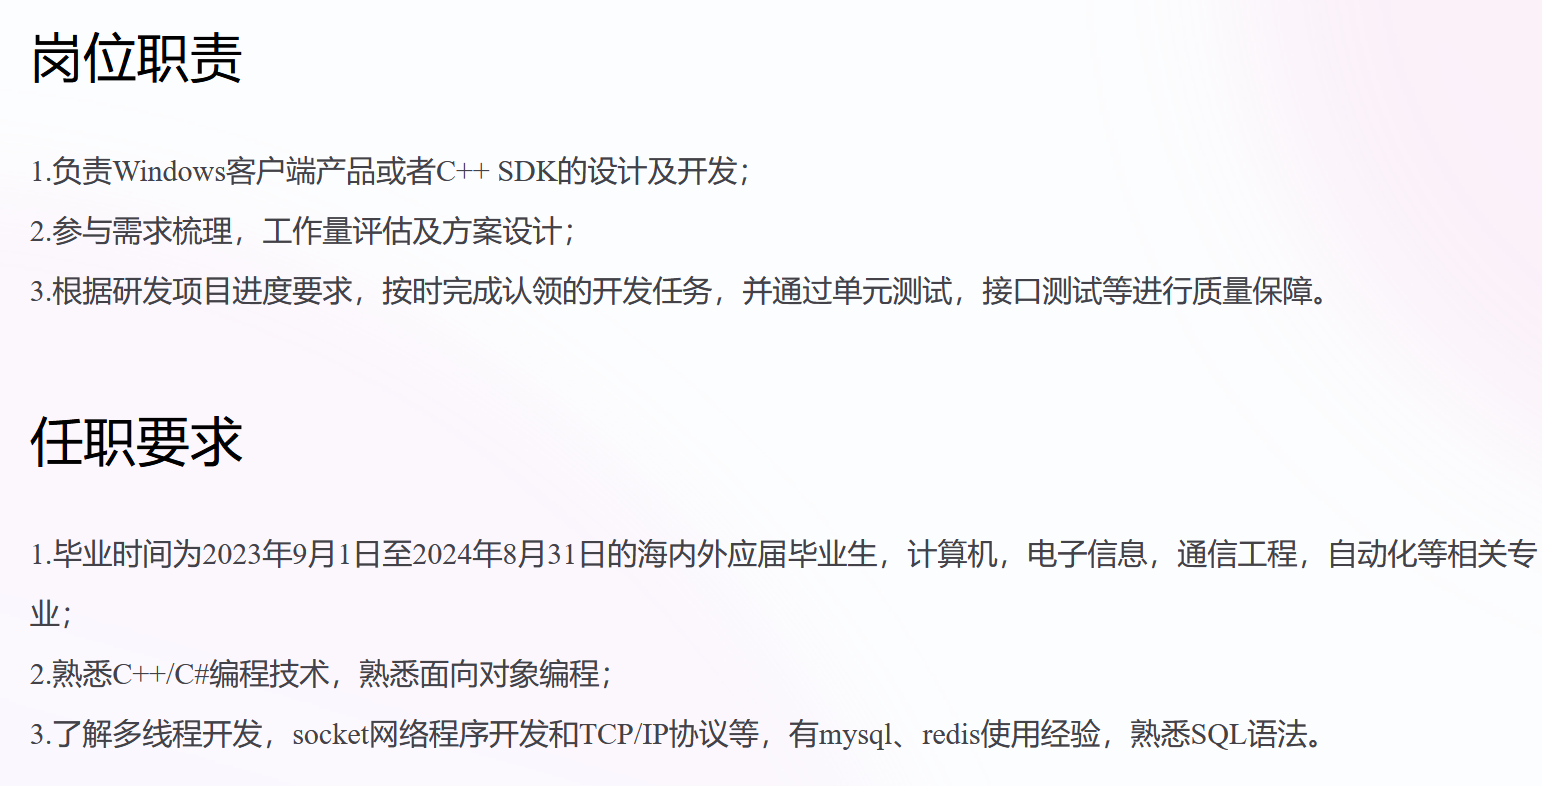 岗位职责
1.负责Windows客户端产品或者C++ SDK的设计及开发；
2.参与需求梳理，工作量评估及方案设计；
3.根据研发项目进度要求，按时完成认领的开发任务，并通过单元测试，接口测试等进行质量保障。
任职要求
1.毕业时间为2023年9月1日至2024年8月31日的海内外应届毕业生，计算机，电子信息，通信工程，自动化等相关专
业；
2.熟悉C++/C#编程技术，熟悉面向对象编程；
3.了解多线程开发，socket网络程序开发和TCP/IP协议等，有mysql、redis使用经验，熟悉SQL语法。